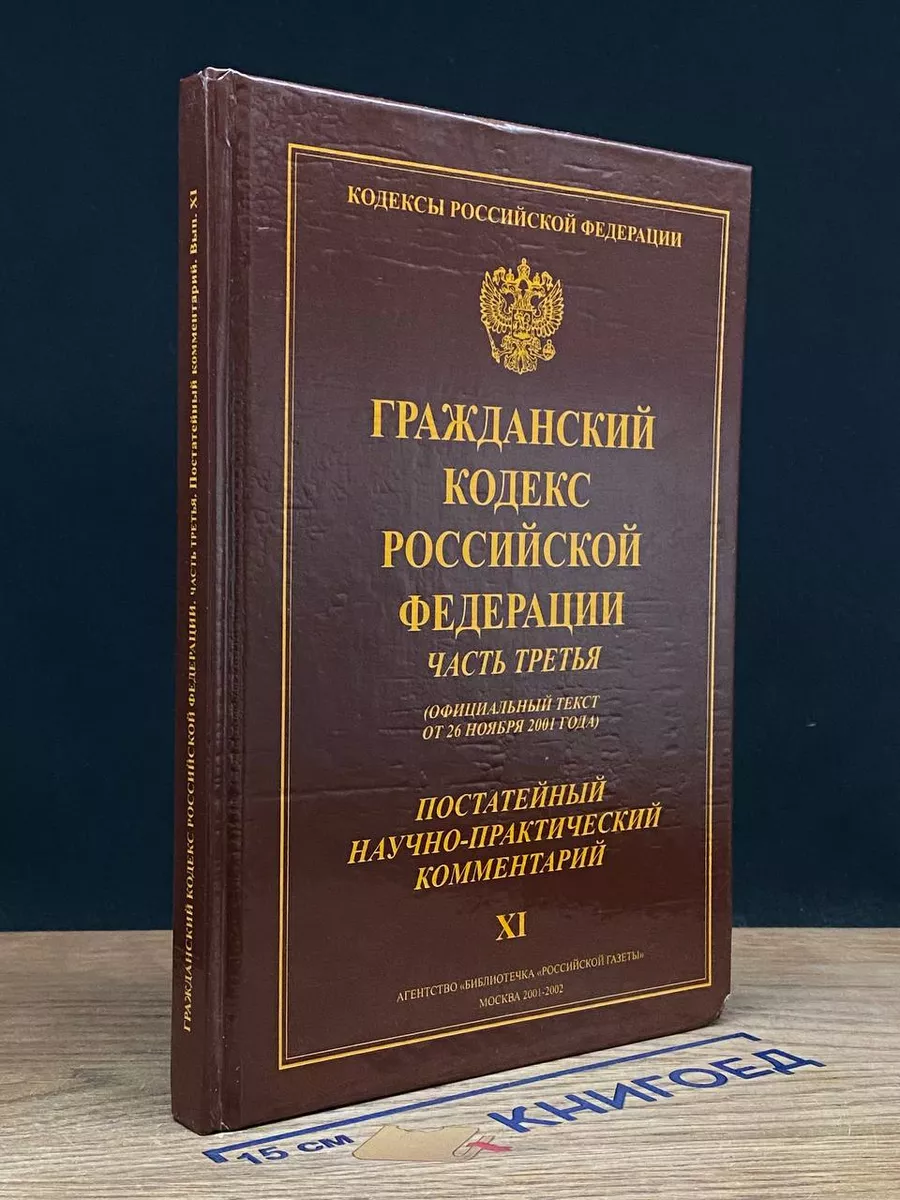 КОДЕКСЫ РОССИЙСКОЙ ФЕДЕРАЦИИ
ГРАЖДАНСКИЙ
КОДЕКС
РОССИЙСКОЙ
ФЕДЕРАЦИИ
ЧАСТЬ ТРЕТЬЯ
(ОФИЦИАЛЬНЫЙ ТЕКСТ
ОТ 26 НОЯБРЯ 2001 ГОДА)
ПОСТАТЕЙНЫЙ
НАУЧНО-ПРАКТИЧЕСКИЙ
КОММЕНТАРИЙ
XI
АГЕНТСТВО «БИБЛИОТЕЧКА «РОССИЙСКОЙ ГАЗЕТЫ»
МОСКВА 2001-2002
ГРАЖДАНСКИЙ КОДЕКС РОССИЙСКОЙ ФЕДЕРАЦИИ. ЧАСТЬ ТРЕТЬЯ. Постатейный комментарий. Вып. XI
15 СМ
КНИГОЕД